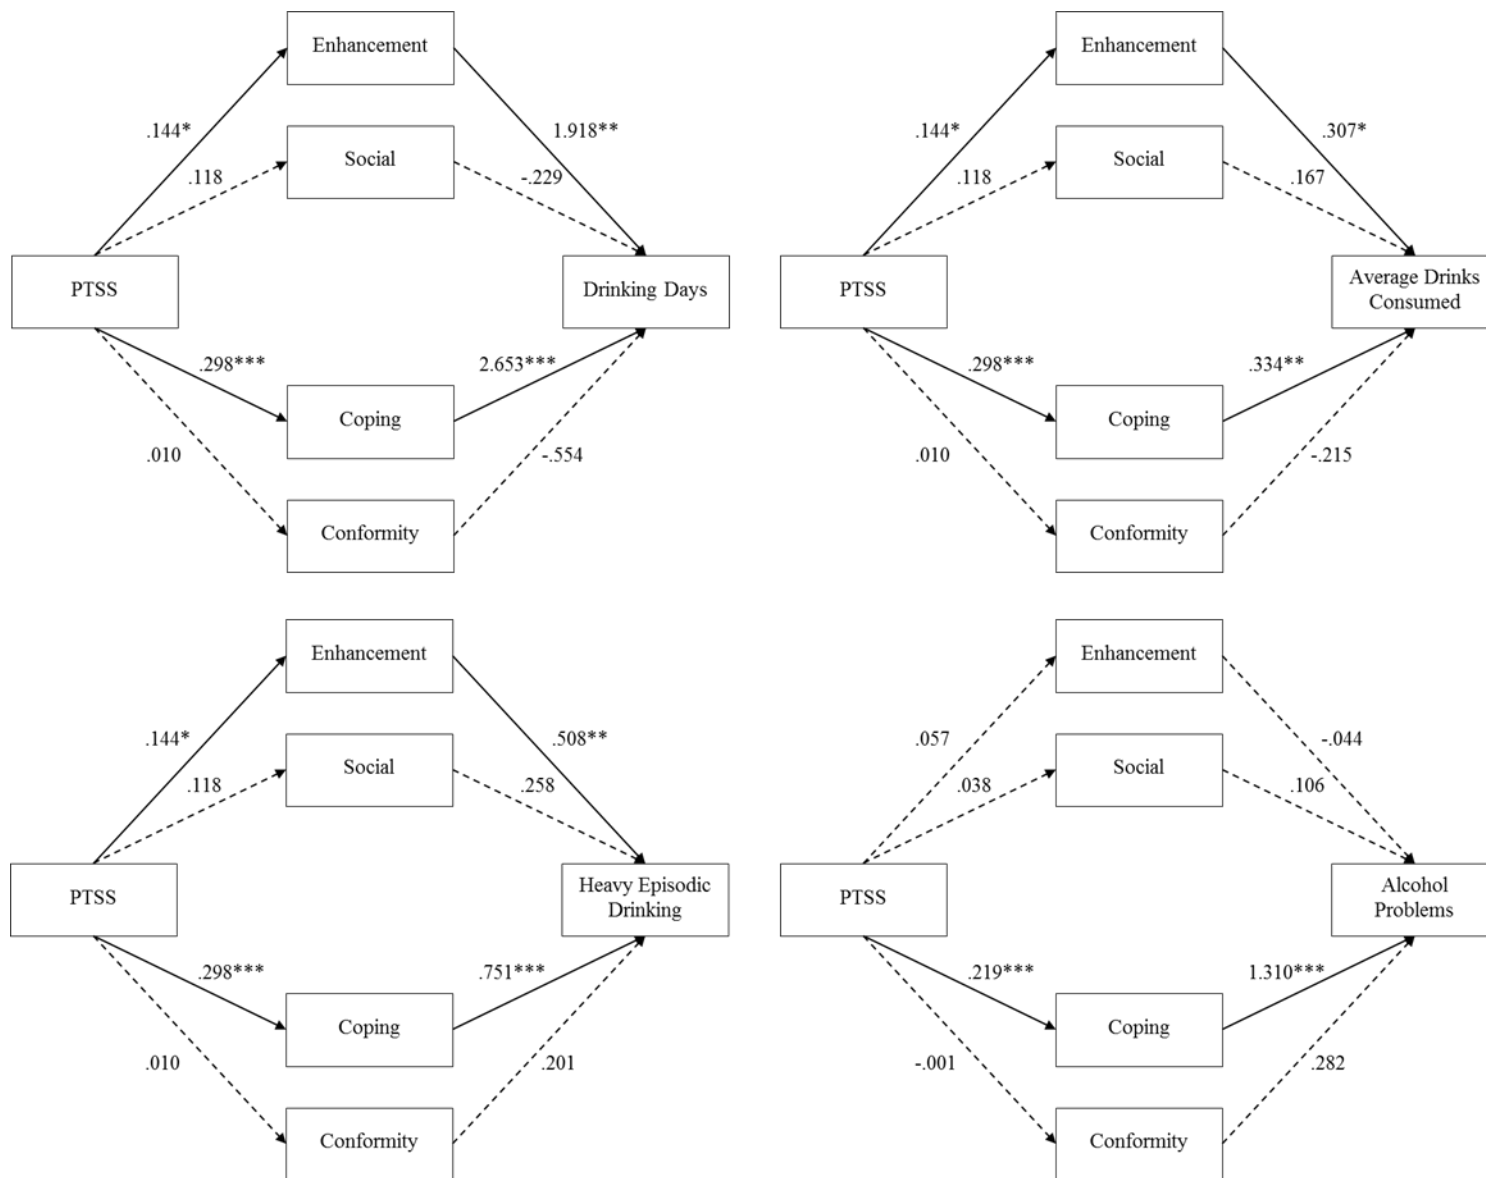 Enhancement
.144*
1.918**
Social
.118
-.229
PTSS
Drinking Days
.298***
2.653***
Coping
.010
-.554
Conformity
Enhancement
.144*
.307*
Social
.118
.167
PTSS
Average Drinks
Consumed
.298***
.334**
Coping
.010
-.215
Conformity
Enhancement
.144*
.508**
Social
.118
.258
PTSS
Heavy Episodic
Drinking
.298***
.751***
Coping
.010
.201
Conformity
Enhancement
.057
-.044
Social
.038
.106
PTSS
Alcohol
Problems
.219***
1.310***
Coping
-.001
.282
Conformity